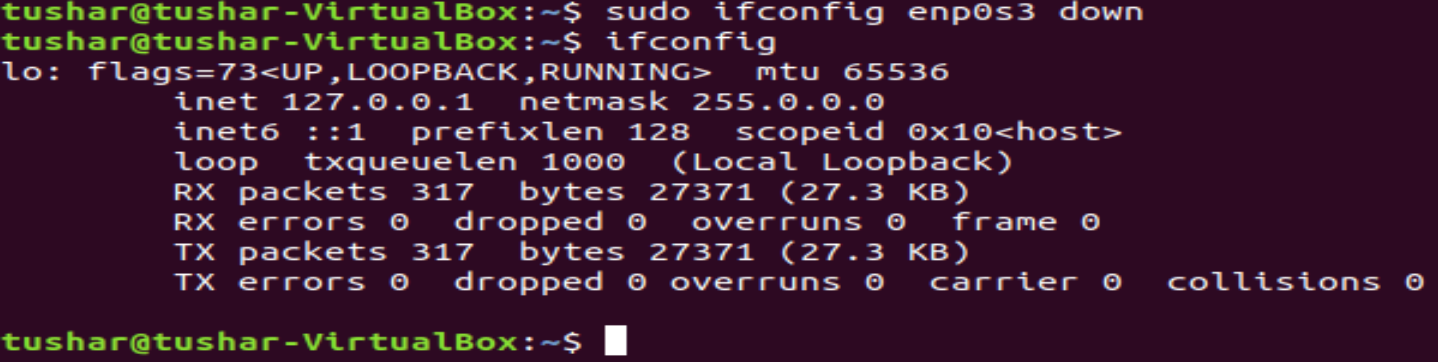 tushar@tushar-VirtualBox:~$ sudo ifconfig enp0s3 down
tushar@tushar-VirtualBox:~$ ifconfig
lo: flags=73<UP,LOOPBACK,RUNNING>  mtu 65536
        inet 127.0.0.1  netmask 255.0.0.0
        inet6 ::1  prefixlen 128  scopeid 0x10<host>
        loop  txqueuelen 1000  (Local Loopback)
        RX packets 317  bytes 27371 (27.3 KB)
        RX errors 0  dropped 0  overruns 0  frame 0
        TX packets 317  bytes 27371 (27.3 KB)
        TX errors 0  dropped 0 overruns 0  carrier 0  collisions 0
tushar@tushar-VirtualBox:~$